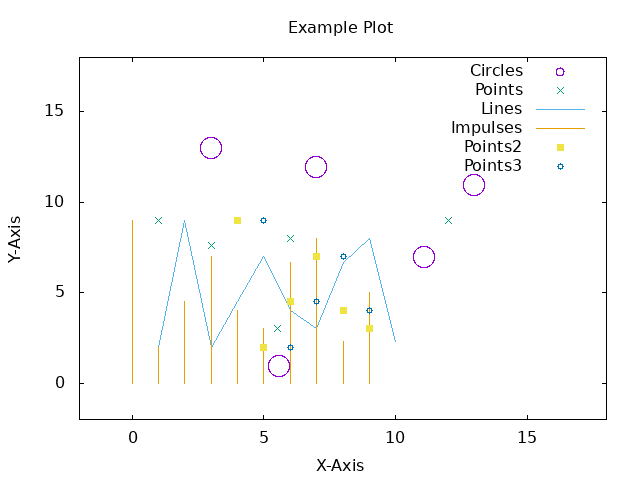 Example Plot
Circles
Points
Lines
Impulses
Points2
Points3
15
10
5
0
Y-Axis
0 5 10 15
X-Axis